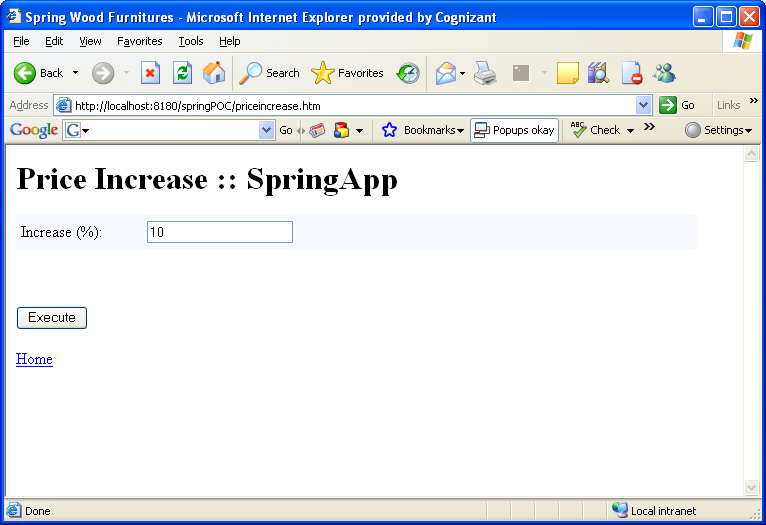 Spring Wood Furnitures - Microsoft Internet Explorer provided by Cognizant
File Edit View Favorites Tools Help
Back Search Favorites
Address http://localhost:8180/springPOC/priceincrease.htm Go Links »
Google G Go Bookmarks Popups okay ABC Check » Settings
Price Increase :: SpringApp
Increase (%): 10
Execute
Home
Done Local intranet